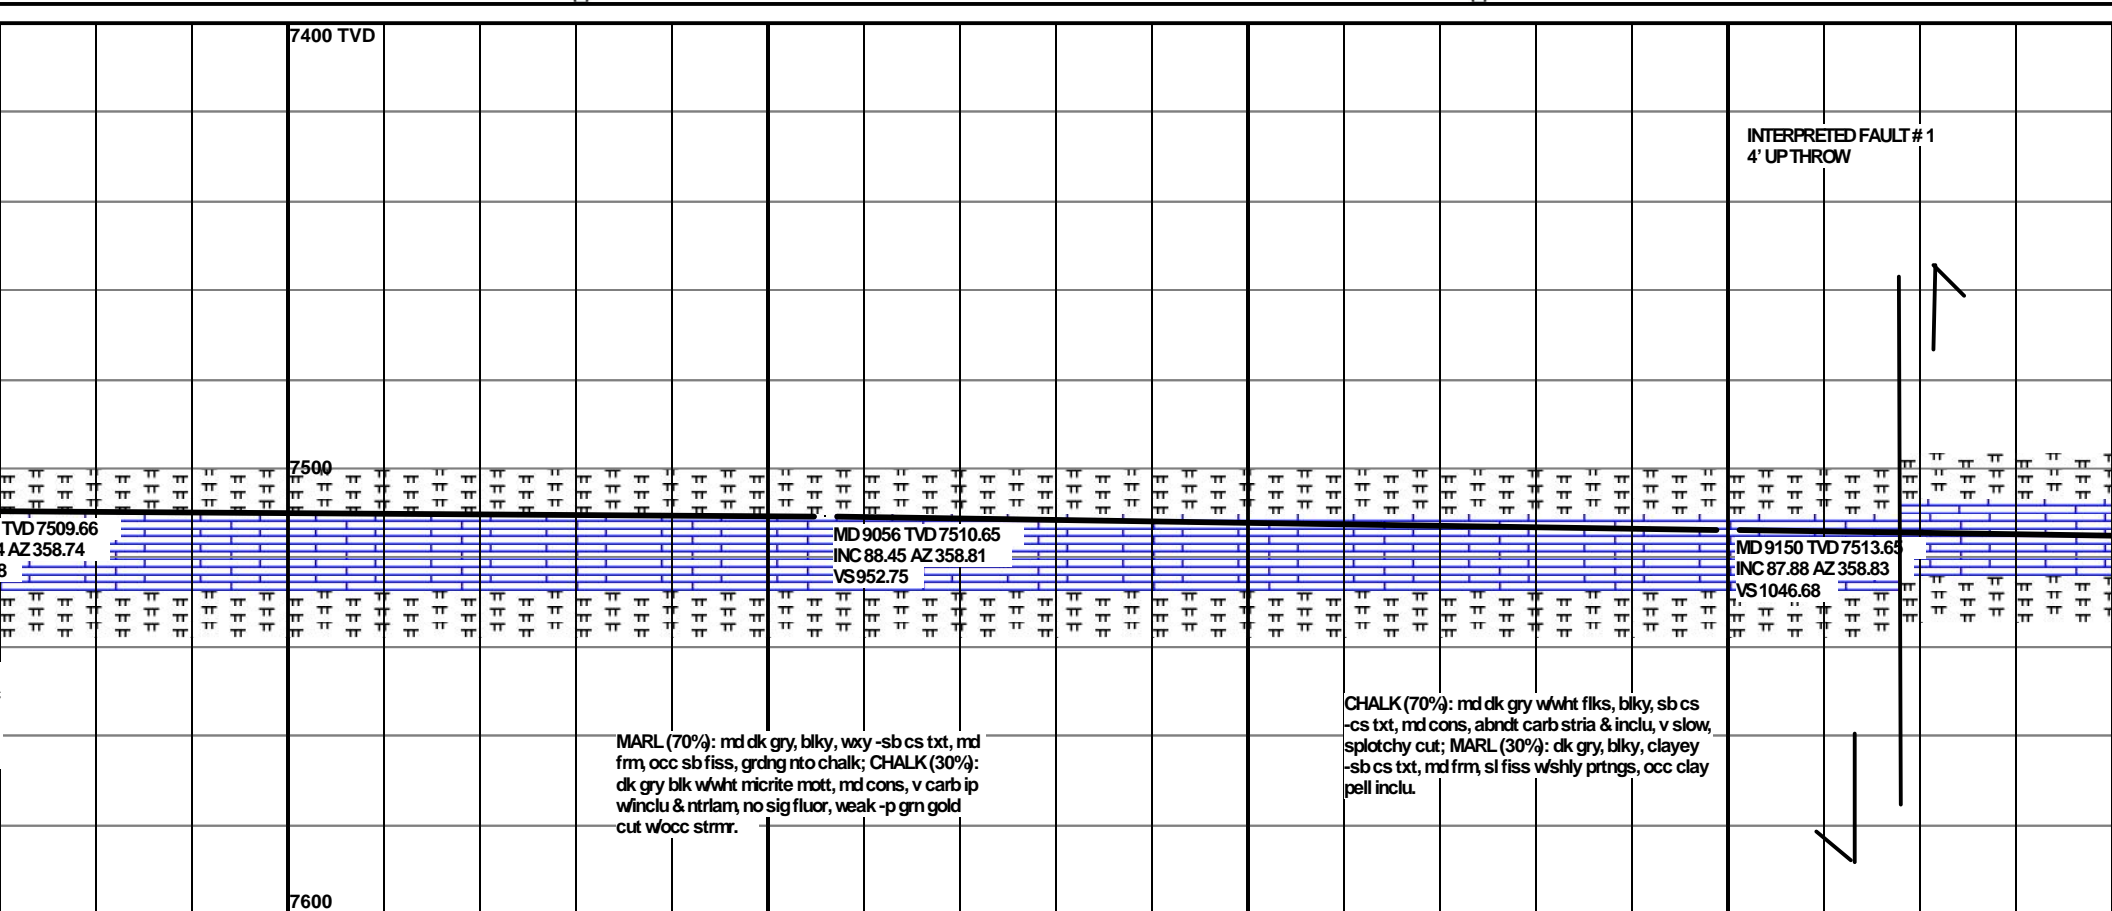 7400 TVD
INTERPRETED FAULT # 1
4' UP THROW
7500
TVD 7509.66
4 AZ 358.74
8
MD 9056 TVD 7510.65
INC 88.45 AZ 358.81
VS 952.75
MD 9150 TVD 7513.65
INC 87.88 AZ 358.83
VS 1046.68
MARL (70%): md dk gry, blky, wxy -sb cs txt, md
frm, occ sb fiss, grdng nto chalk; CHALK (30%):
dk gry blk w/wht micrite mott, md cons, v carb ip
w/inclu & ntrlam, no sig fluor, weak -p grn gold
cut w/occ strmr.
CHALK (70%): md dk gry w/wht flks, blky, sb cs
-cs txt, md cons, abndt carb stria & inclu, v slow,
splotchy cut; MARL (30%): dk gry, blky, clayey
-sb cs txt, md frm, sl fiss w/shly prtngs, occ clay
pell inclu.
7600